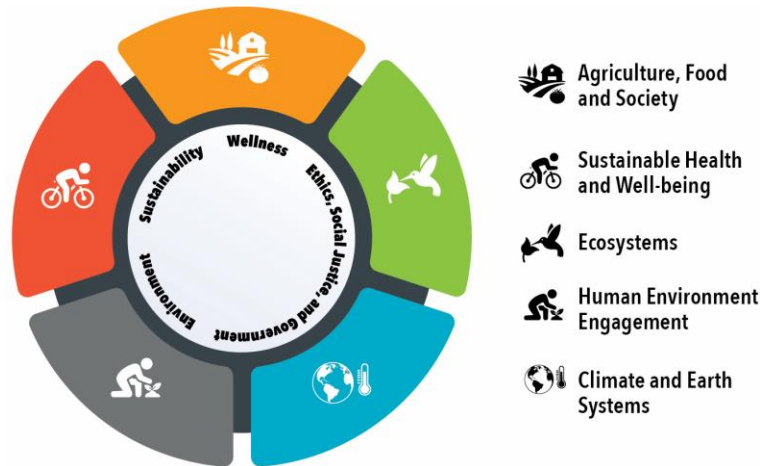 Sustainability
Wellness
Ethics, Social Justice, and Government
Environment
Agriculture, Food
and Society
Sustainable Health
and Well-being
Ecosystems
Human Environment
Engagement
Climate and Earth
Systems